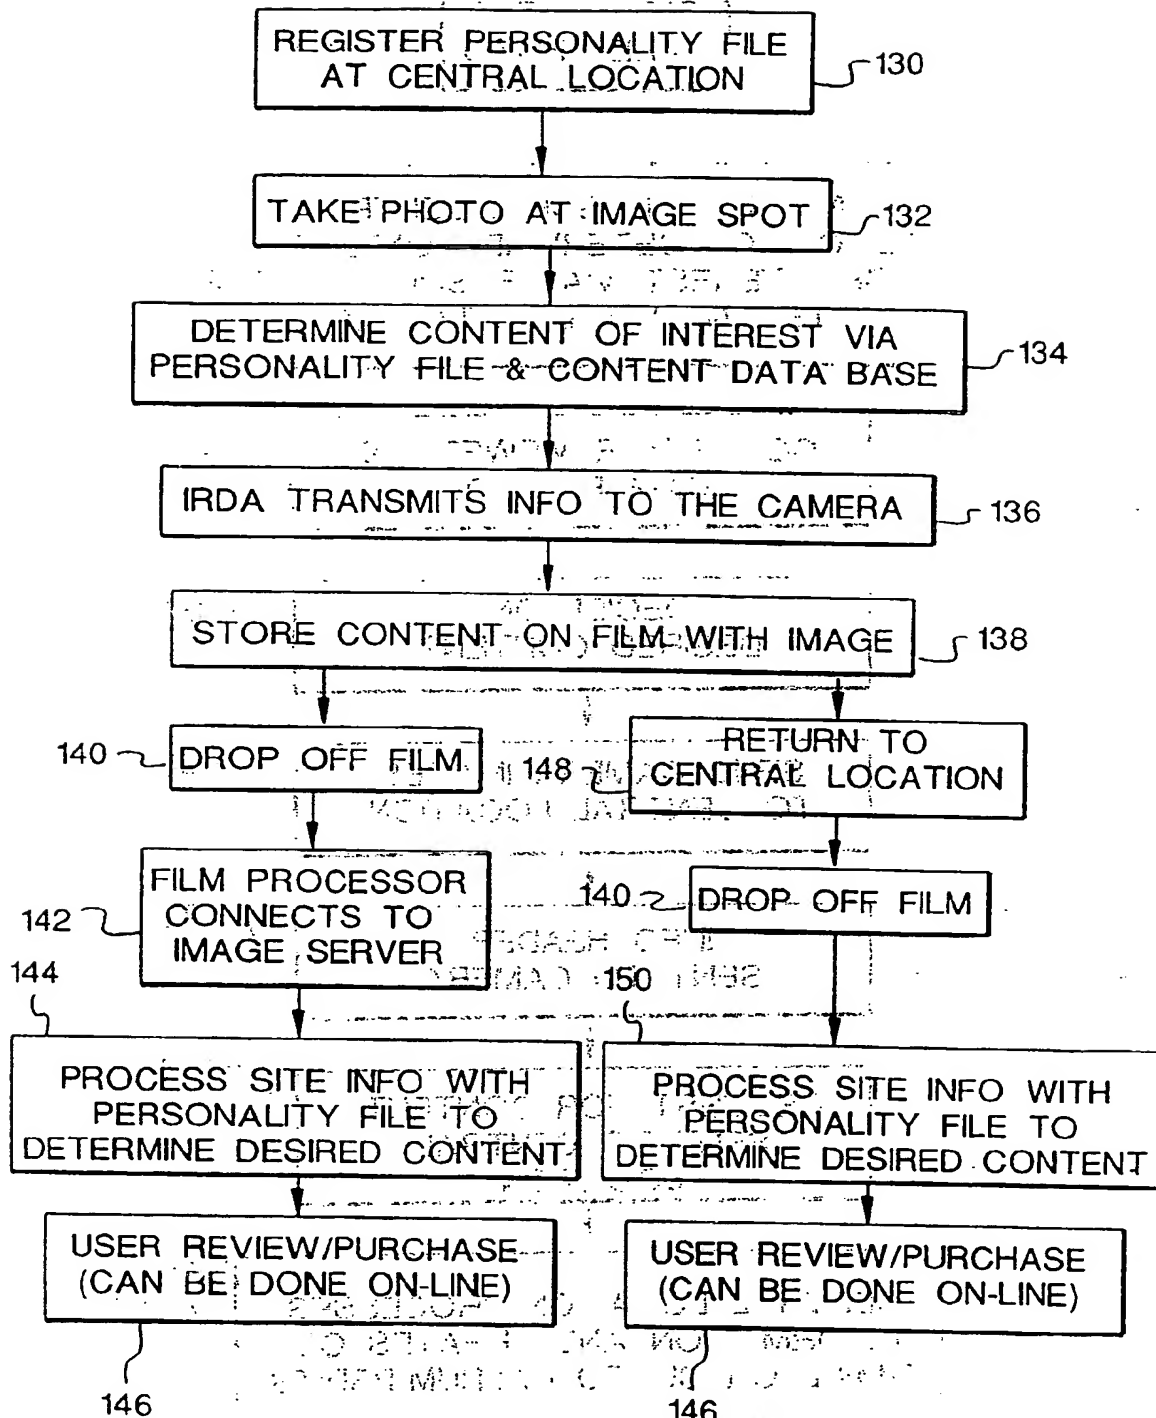 REGISTER PERSONALITY FILE
AT CENTRAL LOCATION
130
TAKE PHOTO AT IMAGE SPOT
132
DETERMINE CONTENT OF INTEREST VIA
PERSONALITY FILE & CONTENT DATA BASE
134
IRDA TRANSMITS INFO TO THE CAMERA
136
STORE CONTENT ON FILM WITH IMAGE
138
140
DROP OFF FILM
148
RETURN TO
CENTRAL LOCATION
142
FILM PROCESSOR
CONNECTS TO
IMAGE SERVER
140
DROP OFF FILM
144
PROCESS SITE INFO WITH
PERSONALITY FILE TO
DETERMINE DESIRED CONTENT
150
PROCESS SITE INFO WITH
PERSONALITY FILE TO
DETERMINE DESIRED CONTENT
USER REVIEW/PURCHASE
(CAN BE DONE ON-LINE)
146
USER REVIEW/PURCHASE
(CAN BE DONE ON-LINE)
146